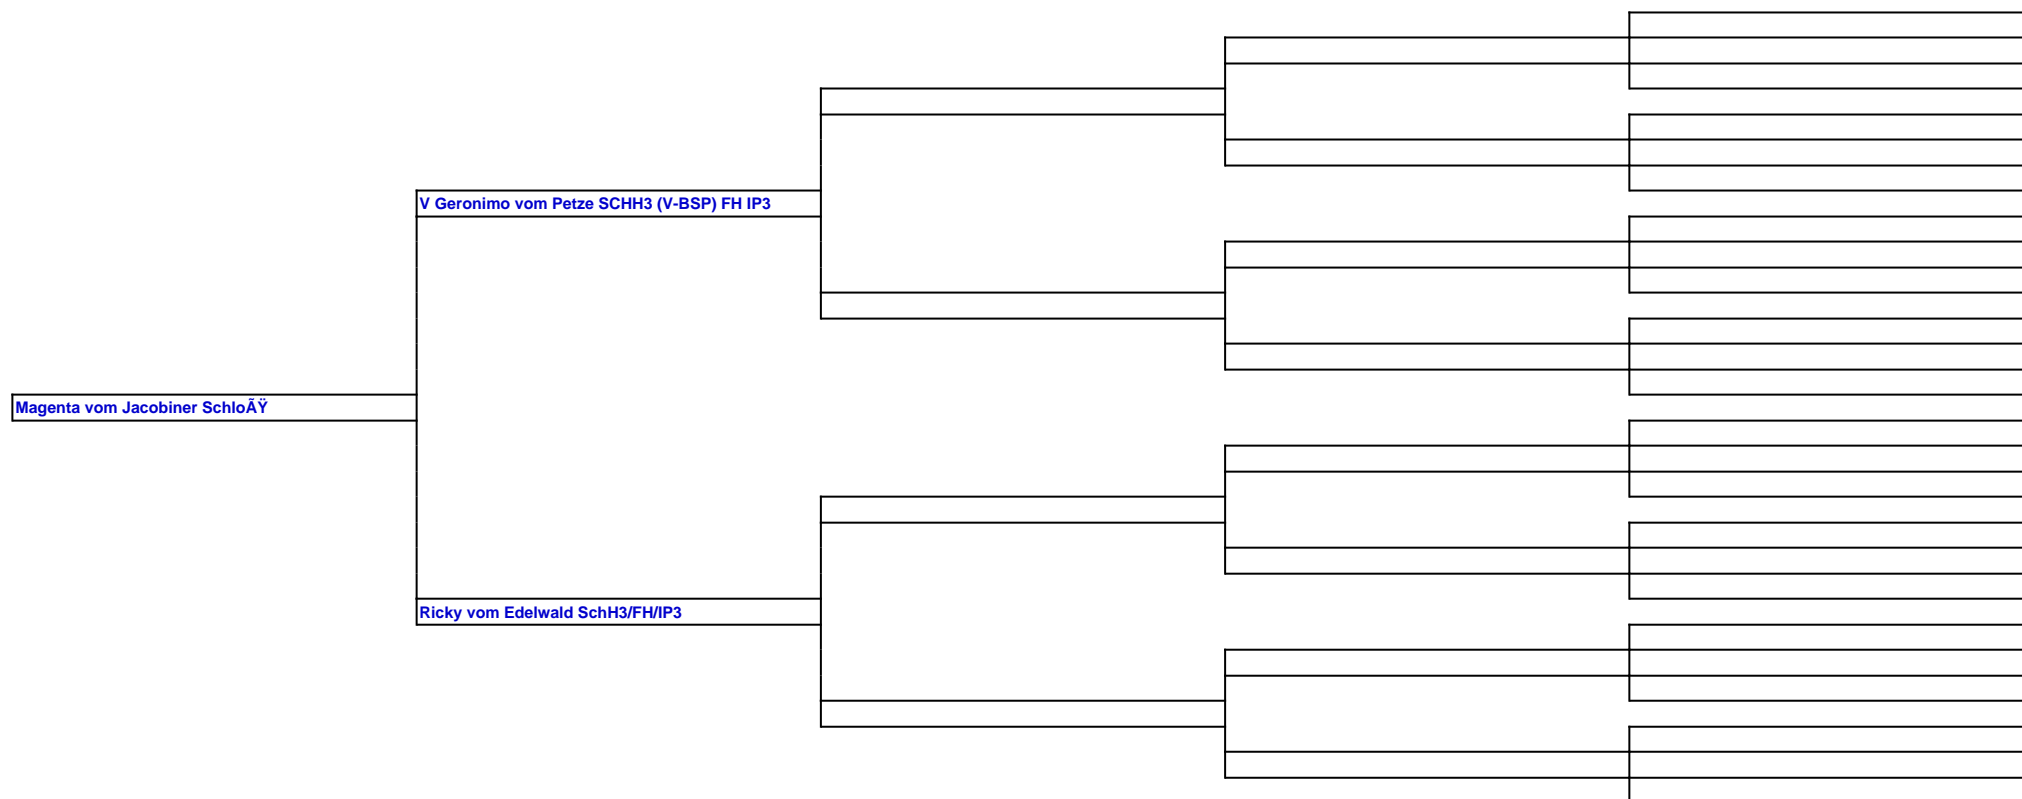 V Geronimo vom Petze SCHH3 (V-BSP) FH IP3
Magenta vom Jacobiner SchloÃŸ
Ricky vom Edelwald SchH3/FH/IP3